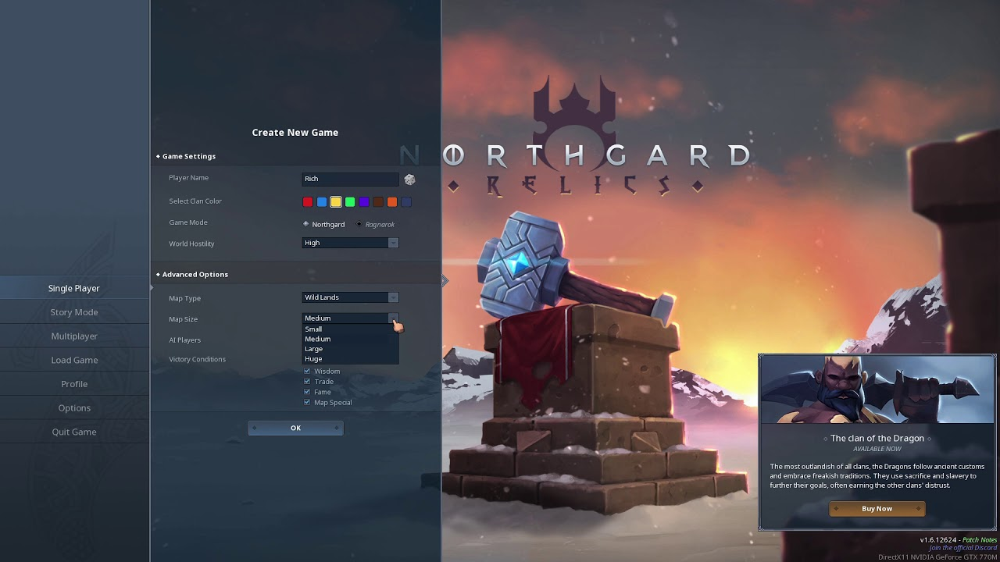 Single Player
Story Mode
Multiplayer
Load Game
Profile
Options
Quit Game
Create New Game
Game Settings
Player Name Rich
Select Clan Color
Game Mode Northgard Ragnarok
World Hostility High
Advanced Options
Map Type Wild Lands
Map Size Medium
Small
AI Players Medium
Large
Victory Conditions Huge
Wisdom
Trade
Fame
Map Special
OK
NORTHGARD
RELICS
The clan of the Dragon
AVAILABLE NOW
The most outlandish of all clans, the Dragons follow ancient customs
and embrace freakish traditions. They use sacrifice and slavery to
further their goals, often earning the other clans' distrust.
Buy Now
v1.6.12624 - Patch Notes
Join the official Discord
DirectX11 NVIDIA GeForce GTX 770M